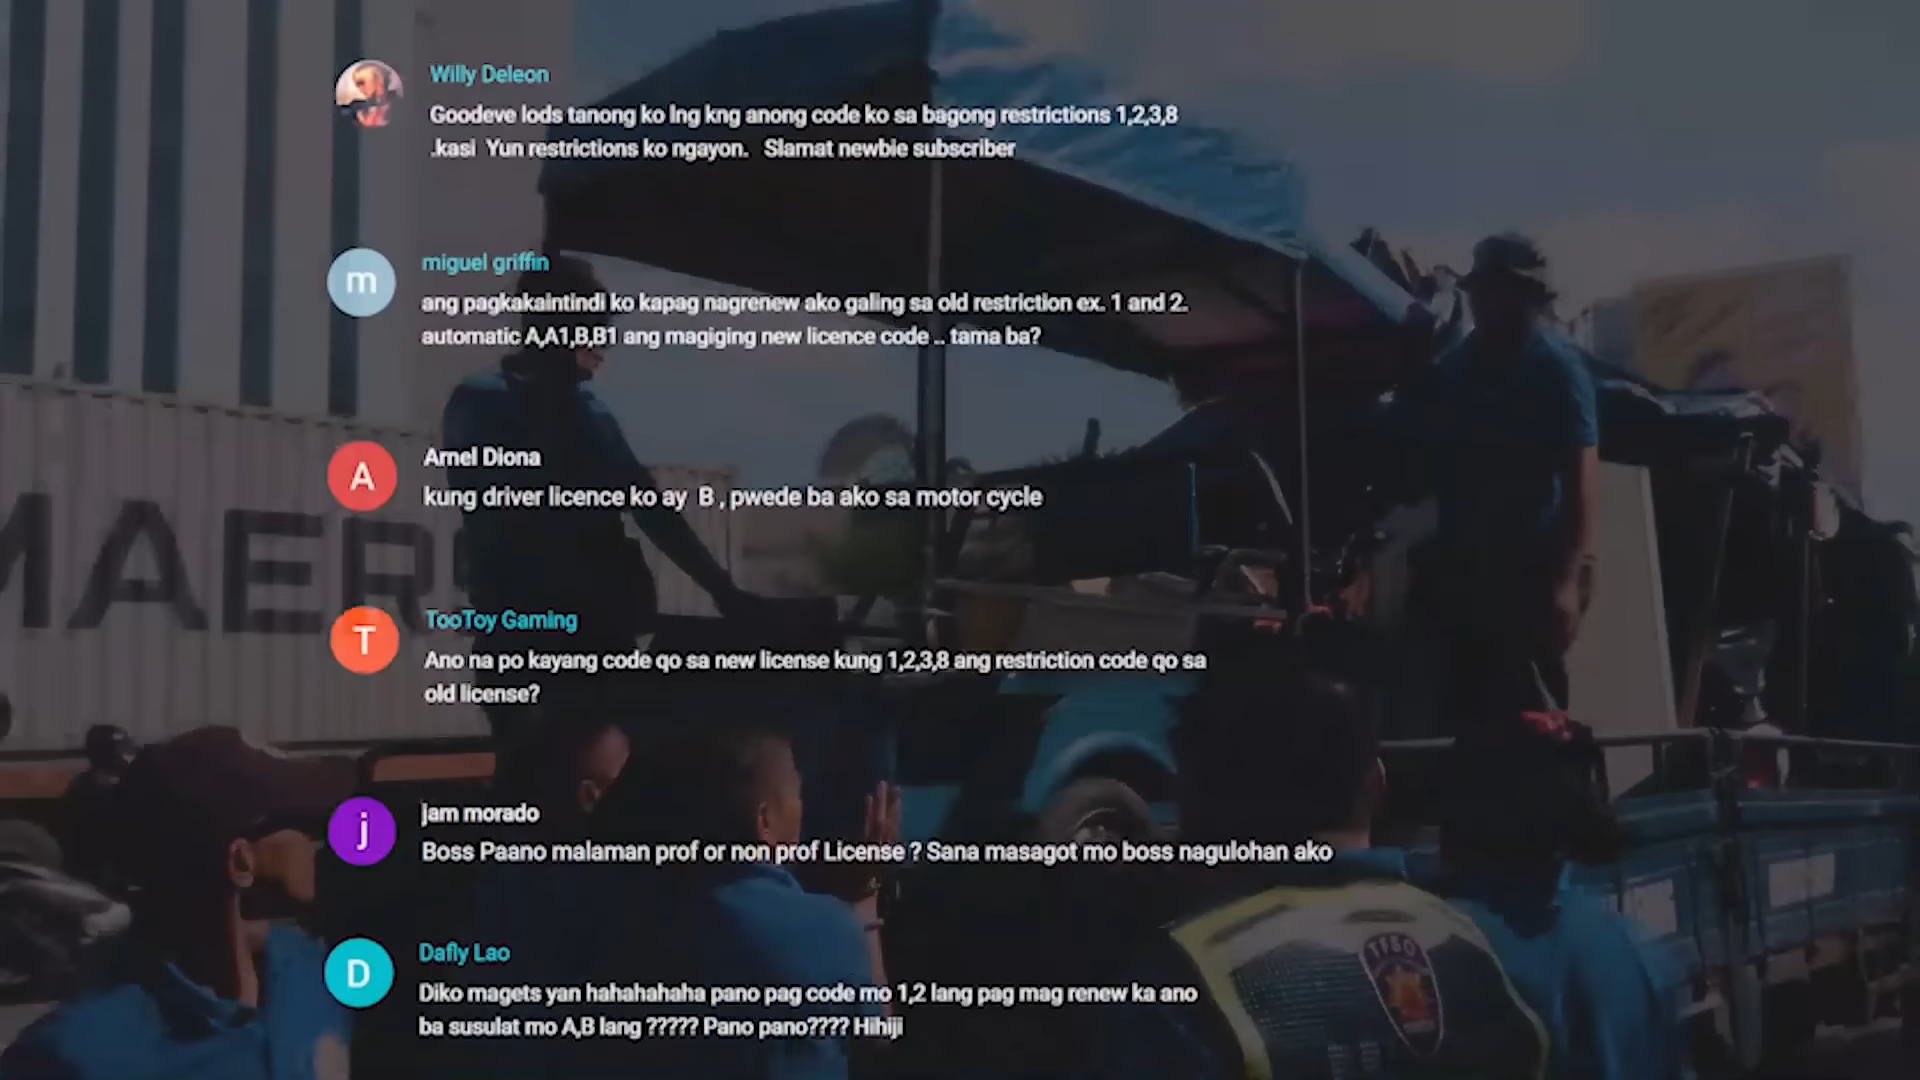 Willy Deleon
Goodeve lods tanong ko lng kng anong code ko sa bagong restrictions 1,2,3,8
.kasi Yun restrictions ko ngayon. Slamat newbie subscriber
m
miguel griffin
ang pagkakaintindi ko kapag nagrenew ako galing sa old restriction ex. 1 and 2.
automatic A,A1,B,B1 ang magiging new licence code .. tama ba?
A
Arnel Diona
kung driver licence ko ay B , pwede ba ako sa motor cycle
MAERS
T
TooToy Gaming
Ano na po kayang code qo sa new license kung 1,2,3,8 ang restriction code qo sa
old license?
j
jam morado
Boss Paano malaman prof or non prof License ? Sana masagot mo boss nagulohan ako
D
Dafly Lao
Diko magets yan hahahahaha pano pag code mo 1,2 lang pag mag renew ka ano
ba susulat mo A,B lang ????? Pano pano???? Hihiji
TFBO